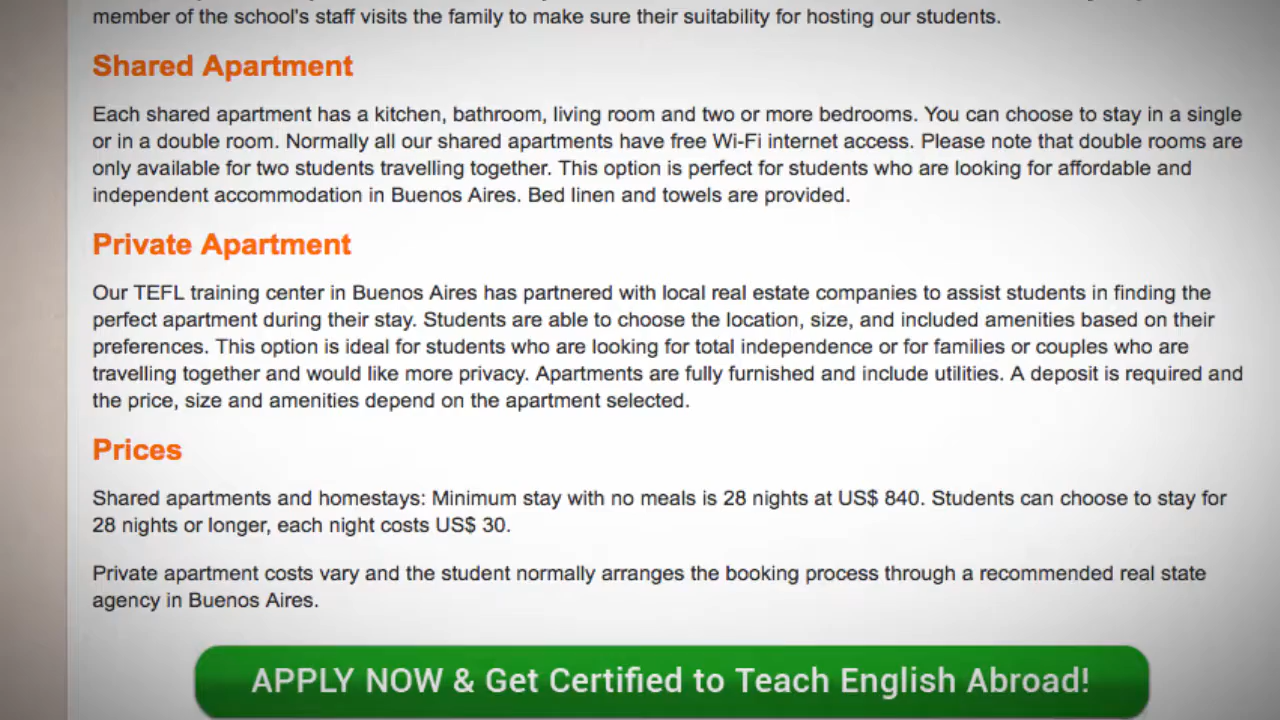 member of the school's staff visits the family to make sure their suitability for hosting our students.
Shared Apartment
Each shared apartment has a kitchen, bathroom, living room and two or more bedrooms. You can choose to stay in a single
or in a double room. Normally all our shared apartments have free Wi-Fi internet access. Please note that double rooms are
only available for two students travelling together. This option is perfect for students who are looking for affordable and
independent accommodation in Buenos Aires. Bed linen and towels are provided.
Private Apartment
Our TEFL training center in Buenos Aires has partnered with local real estate companies to assist students in finding the
perfect apartment during their stay. Students are able to choose the location, size, and included amenities based on their
preferences. This option is ideal for students who are looking for total independence or for families or couples who are
travelling together and would like more privacy. Apartments are fully furnished and include utilities. A deposit is required and
the price, size and amenities depend on the apartment selected.
Prices
Shared apartments and homestays: Minimum stay with no meals is 28 nights at US$ 840. Students can choose to stay for
28 nights or longer, each night costs US$ 30.
Private apartment costs vary and the student normally arranges the booking process through a recommended real state
agency in Buenos Aires.
APPLY NOW & Get Certified to Teach English Abroad!